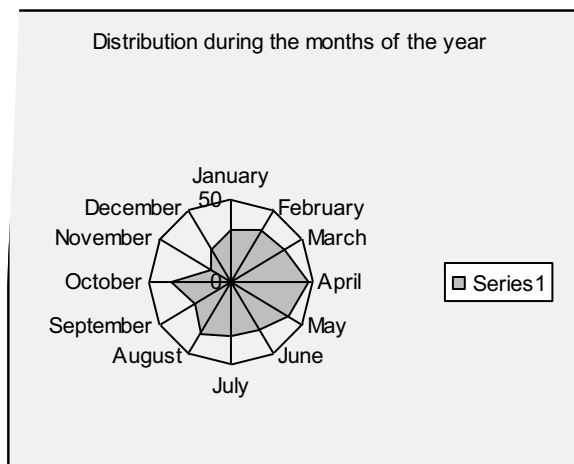 Distribution during the months of the year
January
50
December
February
November
March
October
0
April
Series1
September
May
August
June
July